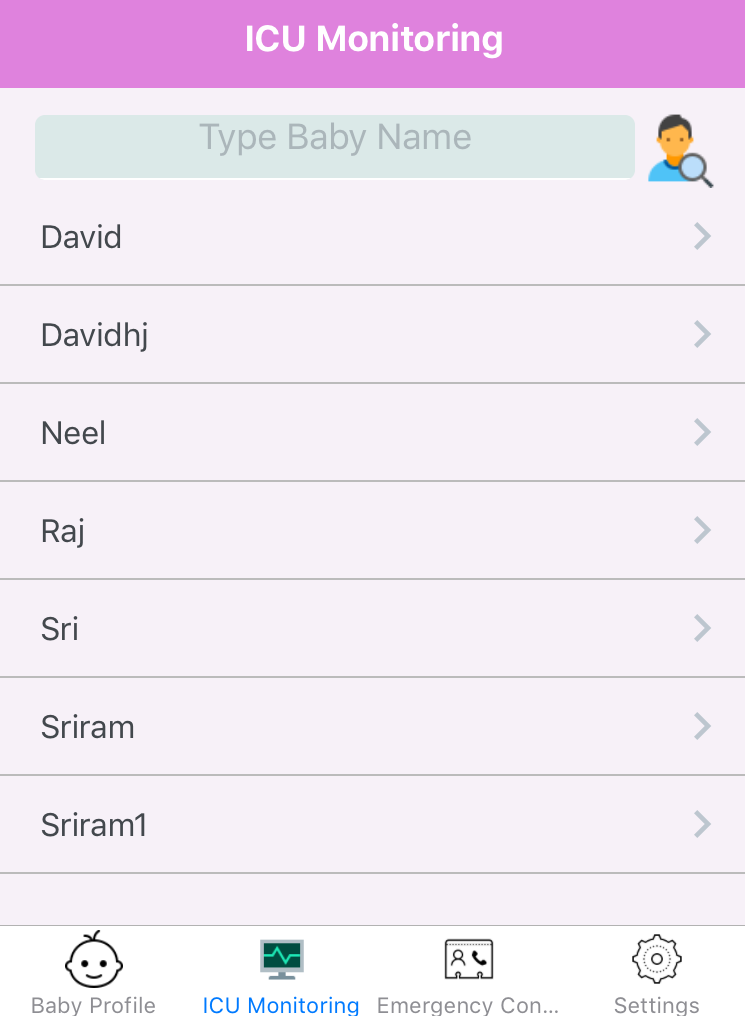 ICU Monitoring
Type Baby Name
David
Davidhj
Neel
Raj
Sri
Sriram
Sriram1
Baby Profile
ICU Monitoring
Emergency Con...
Settings